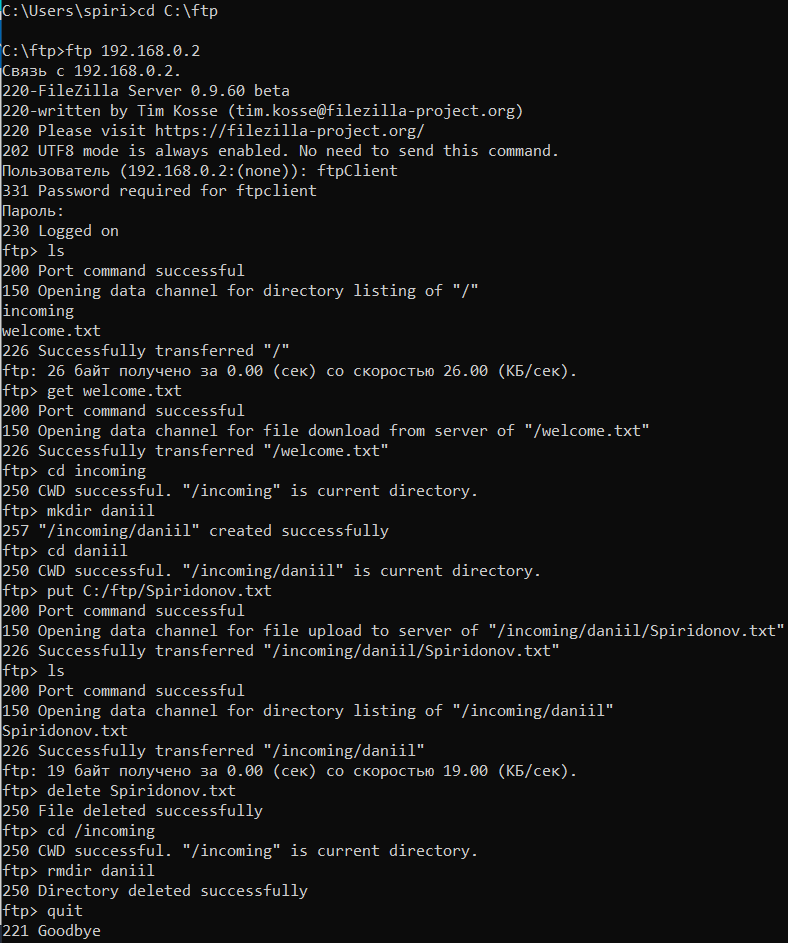 C:\Users\spiri>cd C:\ftp
C:\ftp>ftp 192.168.0.2
Связь с 192.168.0.2.
220-FileZilla Server 0.9.60 beta
220-written by Tim Kosse (tim.kosse@filezilla-project.org)
220 Please visit https://filezilla-project.org/
202 UTF8 mode is always enabled. No need to send this command.
Пользователь (192.168.0.2:(none)): ftpClient
331 Password required for ftpclient
Пароль:
230 Logged on
ftp> ls
200 Port command successful
150 Opening data channel for directory listing of "/"
incoming
welcome.txt
226 Successfully transferred "/"
ftp: 26 байт получено за 0.00 (сек) со скоростью 26.00 (КБ/сек).
ftp> get welcome.txt
200 Port command successful
150 Opening data channel for file download from server of "/welcome.txt"
226 Successfully transferred "/welcome.txt"
ftp> cd incoming
250 CWD successful. "/incoming" is current directory.
ftp> mkdir daniil
257 "/incoming/daniil" created successfully
ftp> cd daniil
250 CWD successful. "/incoming/daniil" is current directory.
ftp> put C:/ftp/Spiridonov.txt
200 Port command successful
150 Opening data channel for file upload to server of "/incoming/daniil/Spiridonov.txt"
226 Successfully transferred "/incoming/daniil/Spiridonov.txt"
ftp> ls
200 Port command successful
150 Opening data channel for directory listing of "/incoming/daniil"
Spiridonov.txt
226 Successfully transferred "/incoming/daniil"
ftp: 19 байт получено за 0.00 (сек) со скоростью 19.00 (КБ/сек).
ftp> delete Spiridonov.txt
250 File deleted successfully
ftp> cd /incoming
250 CWD successful. "/incoming" is current directory.
ftp> rmdir daniil
250 Directory deleted successfully
ftp> quit
221 Goodbye